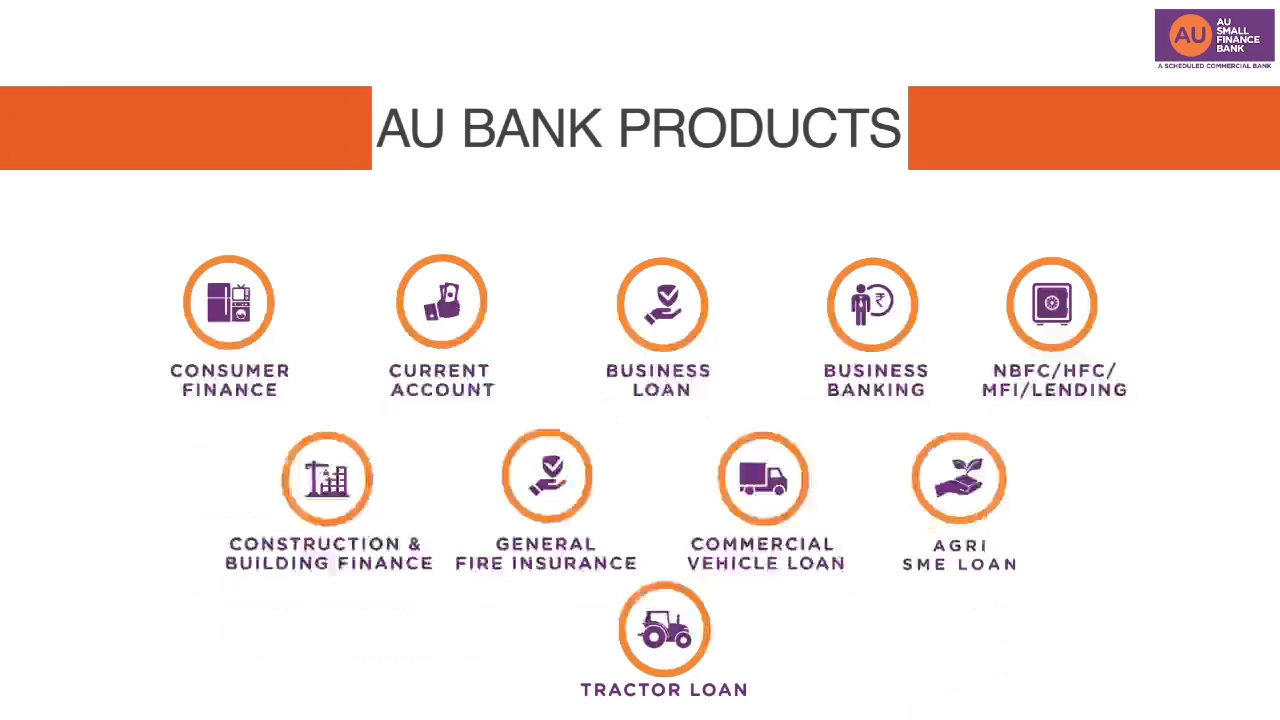 AU
AU
SMALL
FINANCE
BANK
A SCHEDULED COMMERCIAL BANK
AU BANK PRODUCTS
CONSUMER
FINANCE
CURRENT
ACCOUNT
BUSINESS
LOAN
BUSINESS
BANKING
NBFC/HFC/
MFI/LENDING
CONSTRUCTION &
BUILDING FINANCE
GENERAL
FIRE INSURANCE
COMMERCIAL
VEHICLE LOAN
AGRI
SME LOAN
TRACTOR LOAN